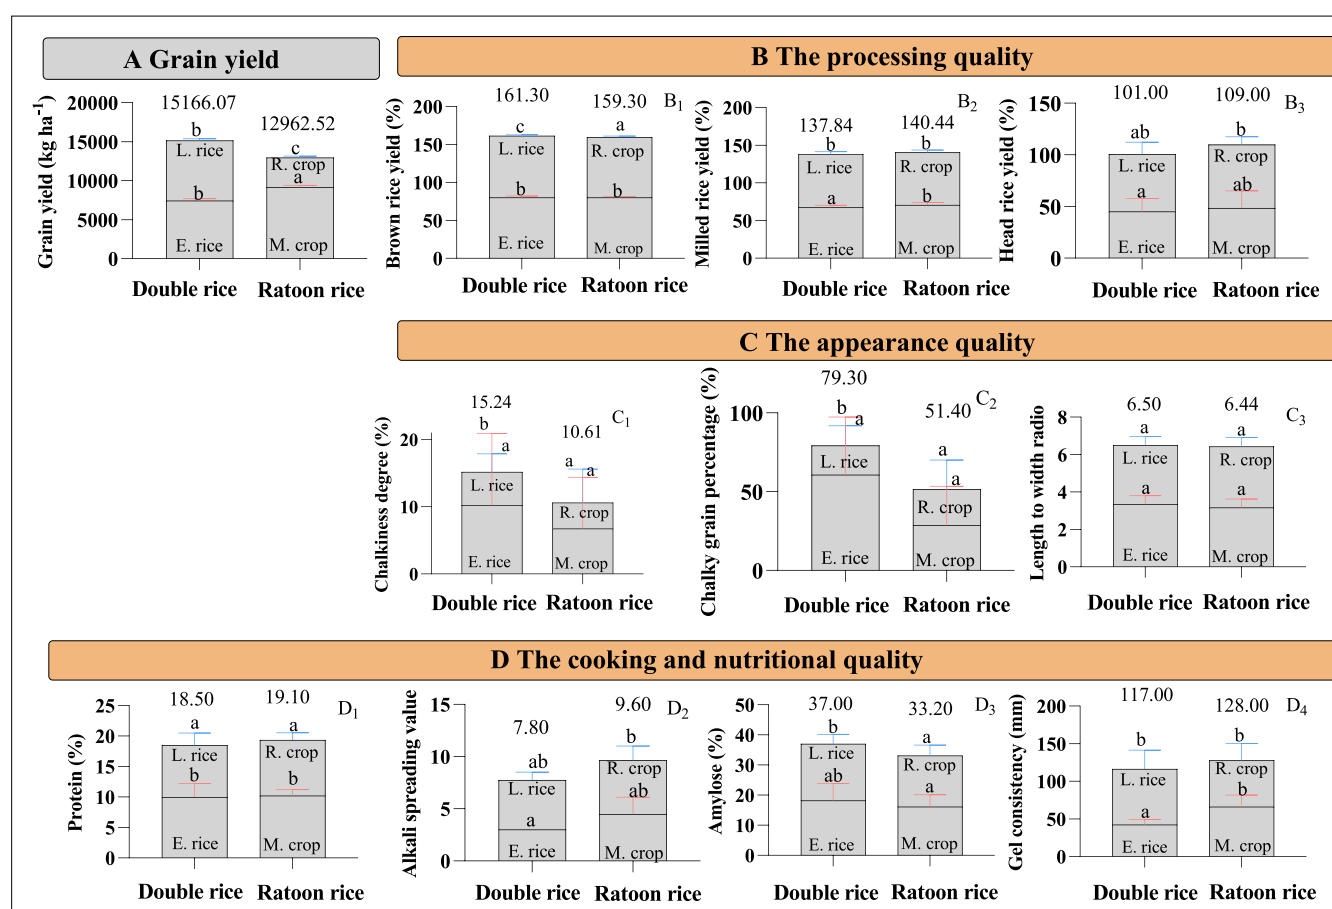 A Grain yield
B The processing quality
Grain yield (kg ha-1)
20000
15000
10000
5000
0
15166.07
12962.52
b
L. rice
b
E. rice
c
R. crop
a
M. crop
Double rice
Ratoon rice
Brown rice yield (%)
200
150
100
50
0
161.30
159.30
B1
c
L. rice
b
E. rice
a
R. crop
b
M. crop
Double rice
Ratoon rice
Milled rice yield (%)
200
150
100
50
0
137.84
140.44
B2
b
L. rice
a
E. rice
b
R. crop
b
M. crop
Double rice
Ratoon rice
Head rice yield (%)
150
100
50
0
101.00
109.00
B3
ab
L. rice
a
E. rice
b
R. crop
ab
M. crop
Double rice
Ratoon rice
C The appearance quality
Chalkiness degree (%)
20
10
0
15.24
10.61
C1
b
a
L. rice
E. rice
a
a
R. crop
M. crop
Double rice
Ratoon rice
Chalky grain percentage (%)
100
50
0
79.30
51.40
C2
b
a
L. rice
E. rice
a
a
R. crop
M. crop
Double rice
Ratoon rice
Length to width radio
8
6
4
2
0
6.50
6.44
C3
a
L. rice
a
E. rice
a
R. crop
a
M. crop
Double rice
Ratoon rice
D The cooking and nutritional quality
Protein (%)
25
20
15
10
5
0
18.50
19.10
D1
a
L. rice
b
E. rice
a
R. crop
b
M. crop
Double rice
Ratoon rice
Alkali spreading value
15
10
5
0
7.80
9.60
D2
ab
L. rice
a
E. rice
b
R. crop
ab
M. crop
Double rice
Ratoon rice
Amylose (%)
50
40
30
20
10
0
37.00
33.20
D3
b
L. rice
ab
E. rice
a
R. crop
a
M. crop
Double rice
Ratoon rice
Gel consistency (mm)
200
150
100
50
0
117.00
128.00
D4
b
L. rice
a
E. rice
b
R. crop
b
M. crop
Double rice
Ratoon rice